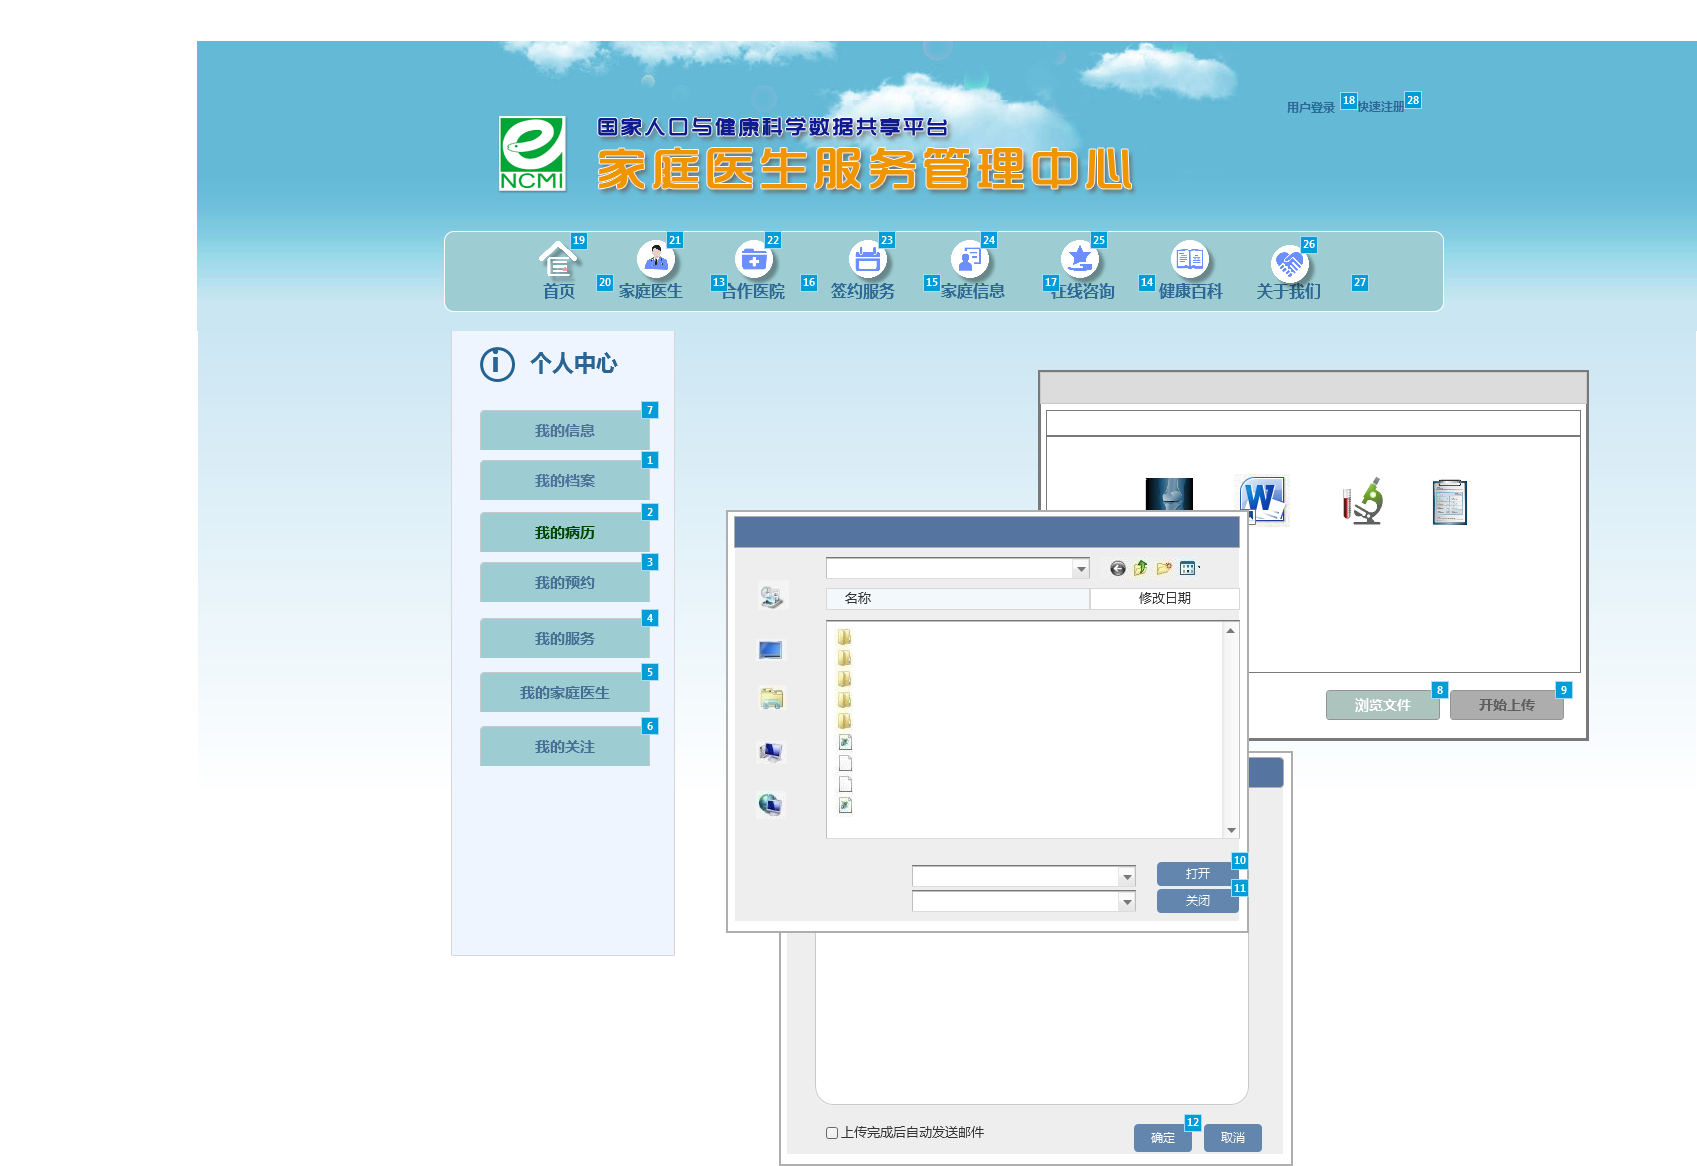 用户登录 18 快速注册 28
国家人口与健康科学数据共享平台
家庭医生服务管理中心
NCMI
19 21 22 23 24 25 26
首页 20 家庭医生 13 合作医院 16 签约服务 15 家庭信息 17 在线咨询 14 健康百科 关于我们 27
i 个人中心
7
我的信息
1
我的档案
2
我的病历
3
我的预约
4
我的服务
5
我的家庭医生
6
我的关注
W
8 9
浏览文件 开始上传
名称 修改日期
10
打开
11
关闭
12
上传完成后自动发送邮件 确定 取消